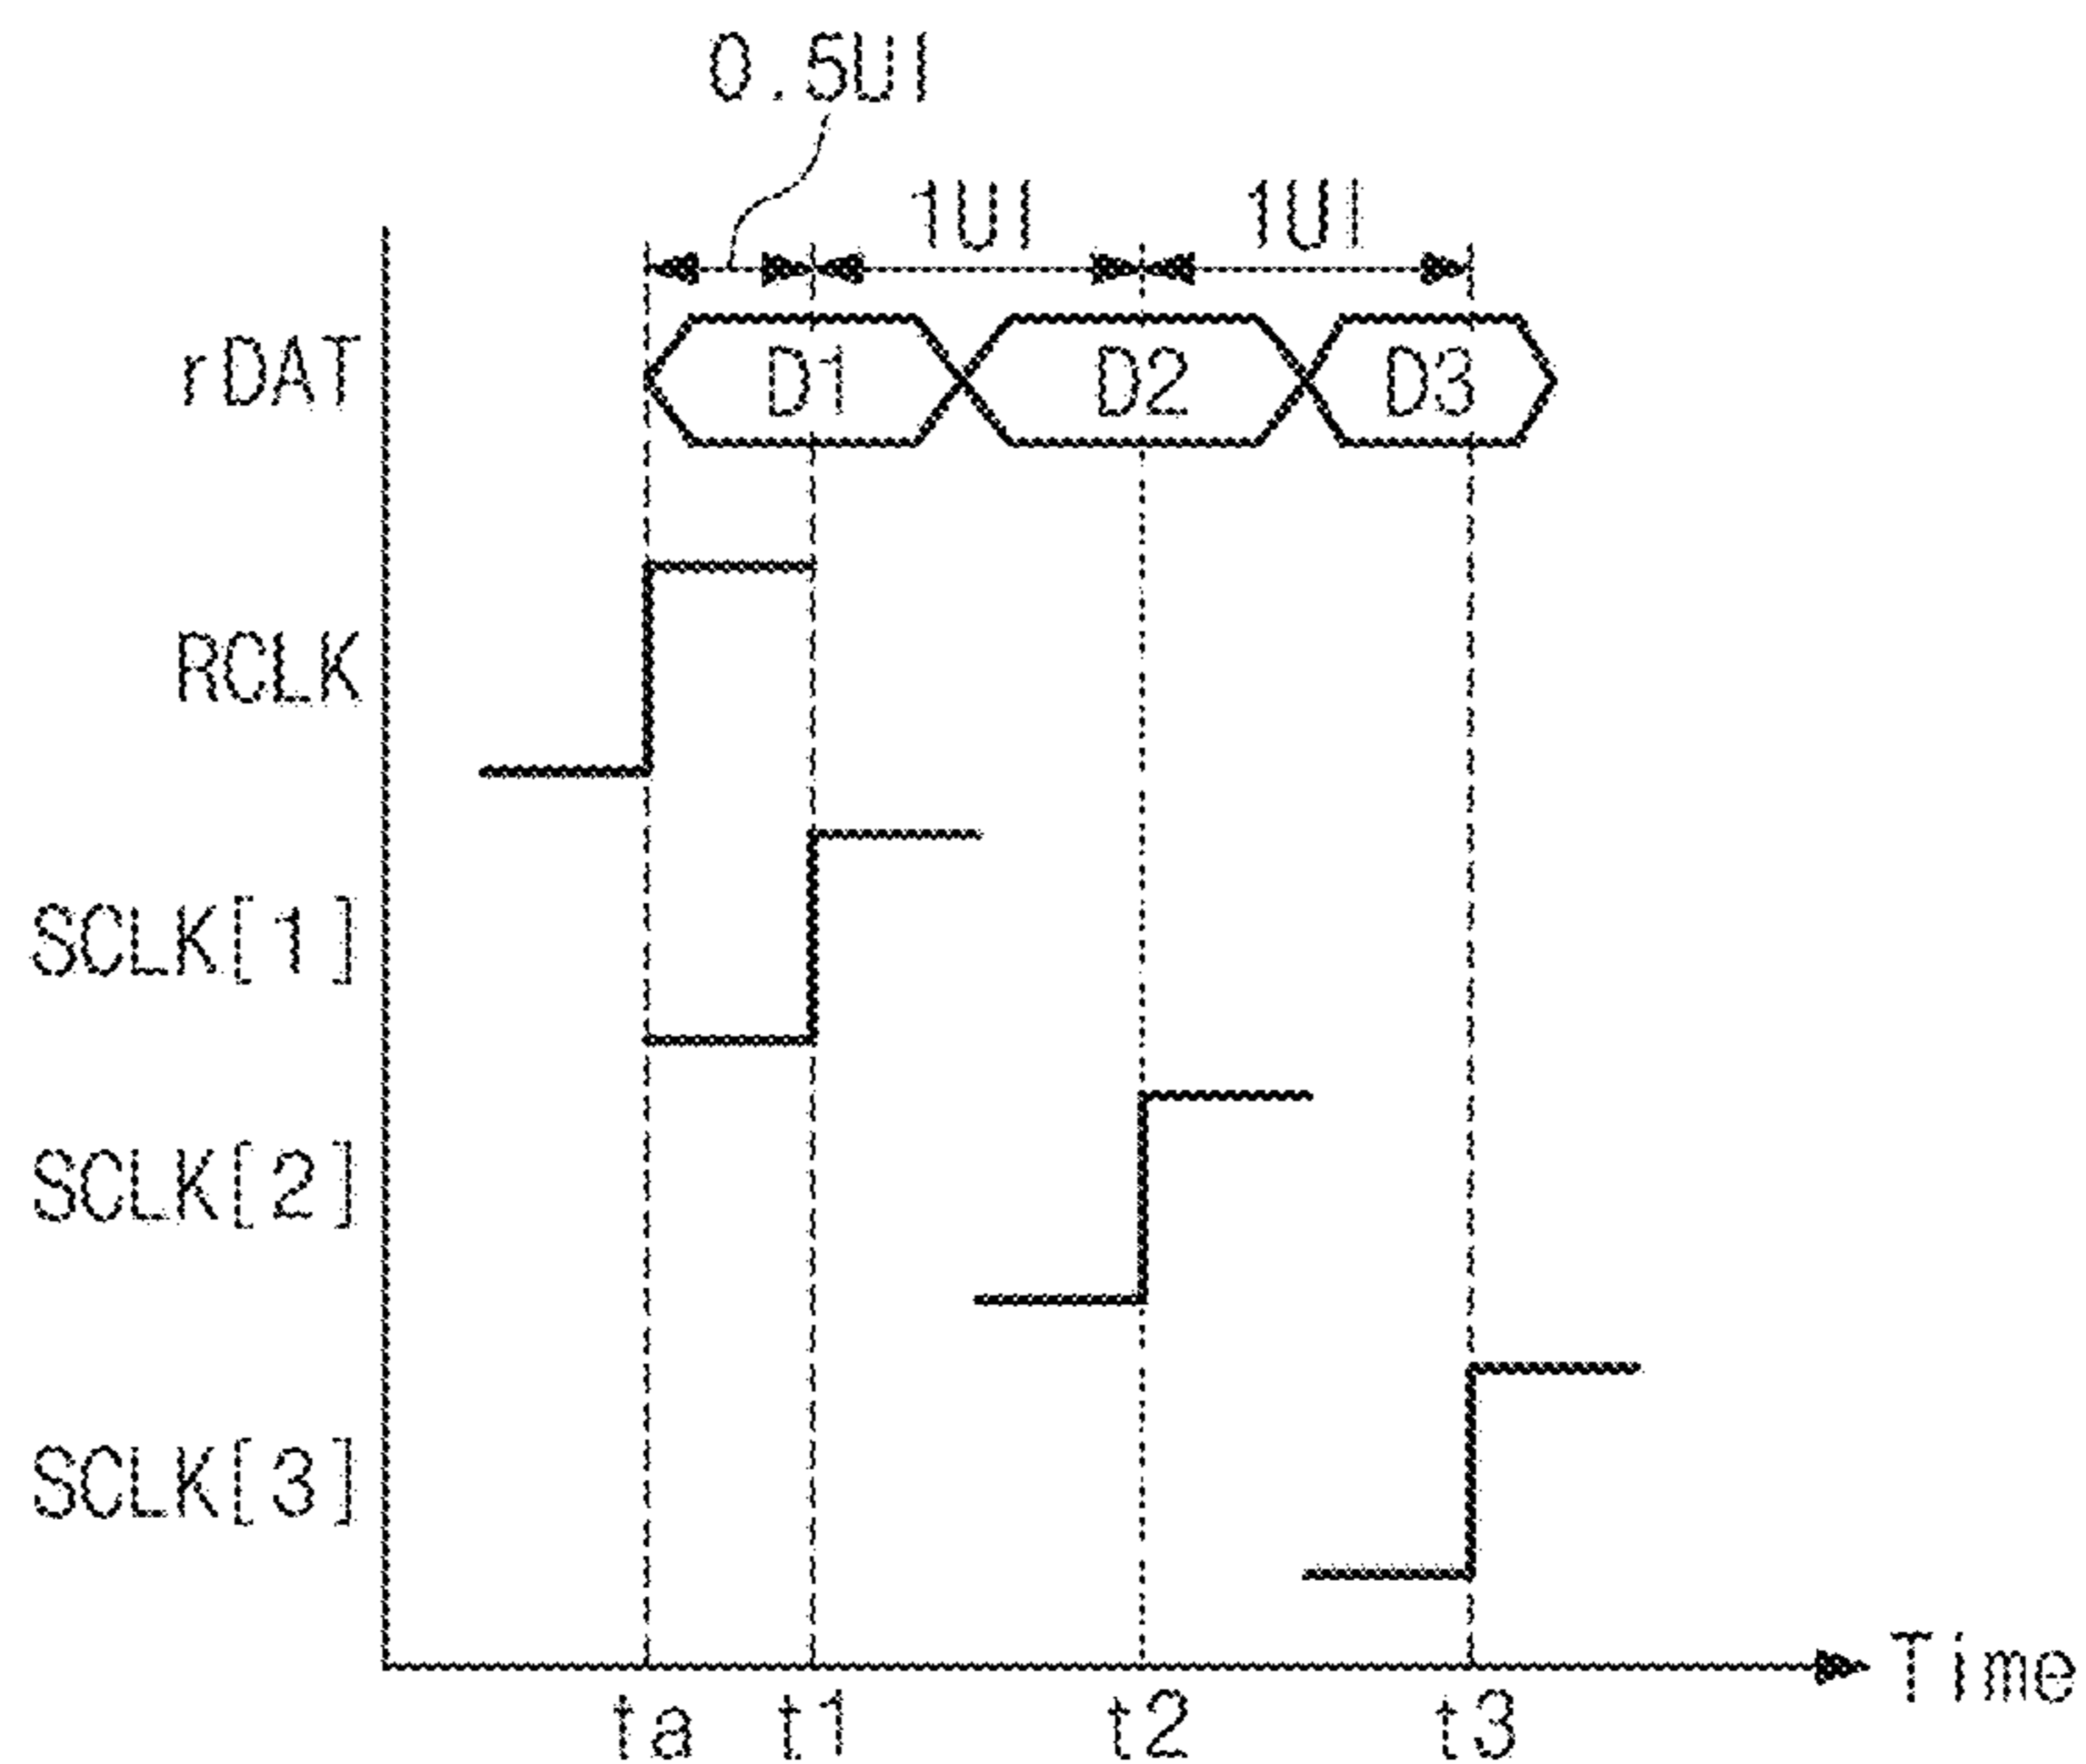 0.5UI
1UI 1UI
rDAT D1 D2 D3
RCLK
SCLK[1]
SCLK[2]
SCLK[3]
Time
ta t1 t2 t3